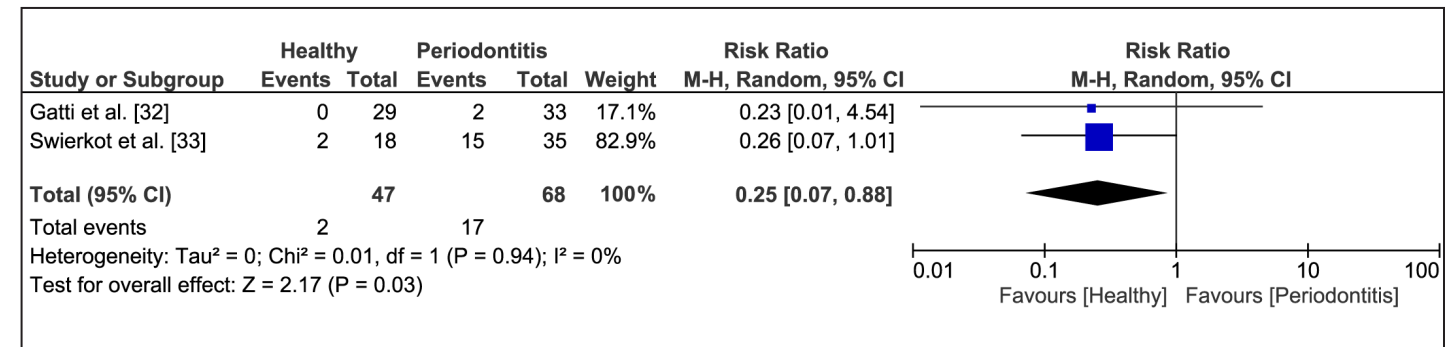 Healthy Periodontitis Risk Ratio Risk Ratio
Study or Subgroup Events Total Events Total Weight M-H, Random, 95% CI M-H, Random, 95% CI
Gatti et al. [32] 0 29 2 33 17.1% 0.23 [0.01, 4.54]
Swierkot et al. [33] 2 18 15 35 82.9% 0.26 [0.07, 1.01]
Total (95% CI) 47 68 100% 0.25 [0.07, 0.88]
Total events 2 17
Heterogeneity: Tau² = 0; Chi² = 0.01, df = 1 (P = 0.94); I² = 0%
Test for overall effect: Z = 2.17 (P = 0.03)
0.01 0.1 1 10 100
Favours [Healthy] Favours [Periodontitis]